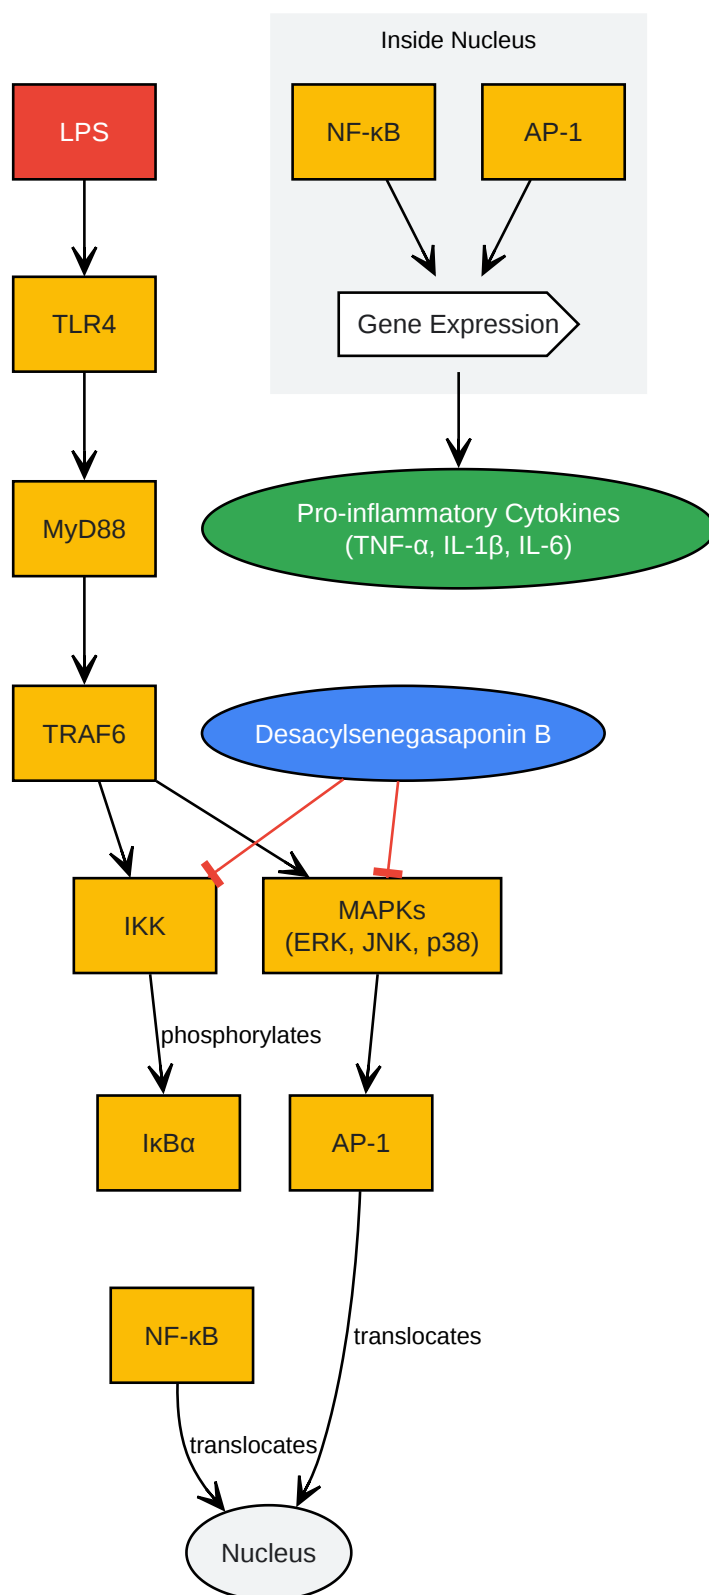 Inside Nucleus
LPS
NF-κB
AP-1
TLR4
Gene Expression
MyD88
Pro-inflammatory Cytokines
(TNF-α, IL-1β, IL-6)
TRAF6
Desacylsenegasaponin B
IKK
MAPKs
(ERK, JNK, p38)
phosphorylates
IκBα
AP-1
NF-κB
translocates
translocates
Nucleus